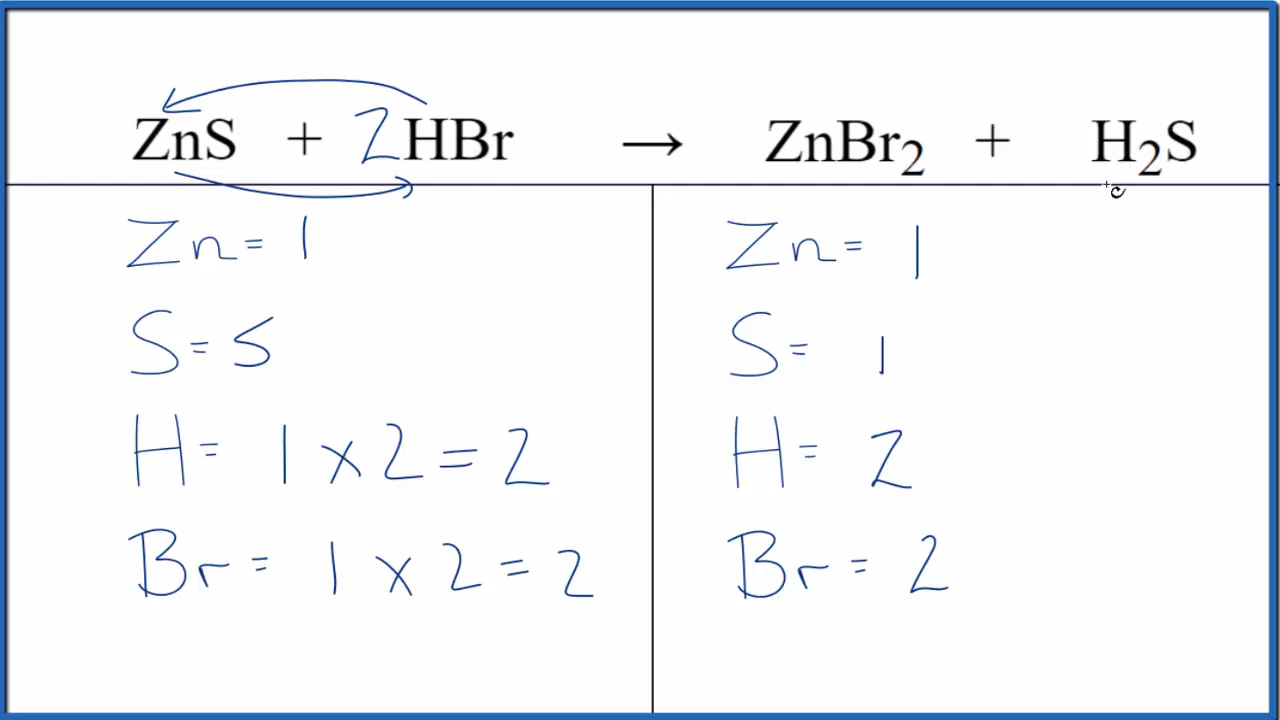 ZnS + 2HBr → ZnBr₂ + H₂S
Zn = 1
S = 5
H = 1 x 2 = 2
Br = 1 x 2 = 2
Zn = 1
S = 1
H = 2
Br = 2